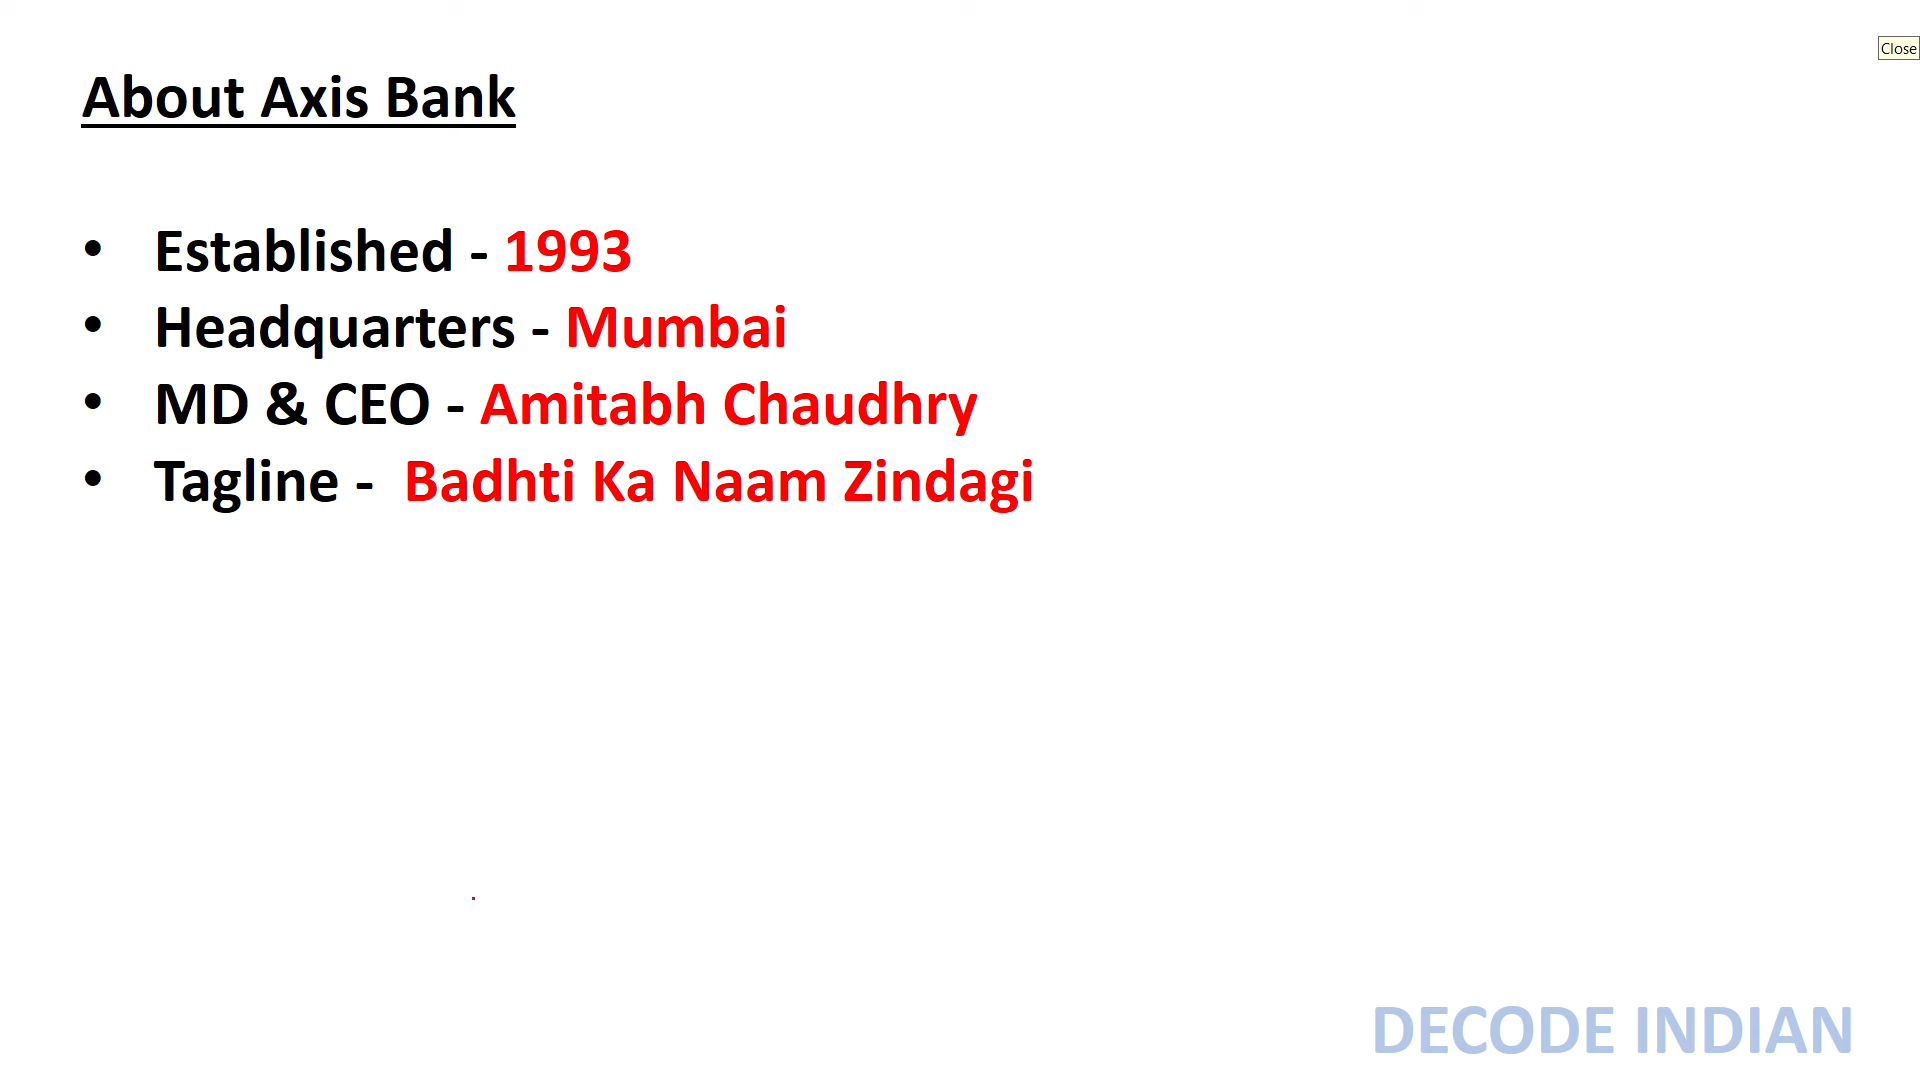 About Axis Bank
Close
• Established - 1993
• Headquarters - Mumbai
• MD & CEO - Amitabh Chaudhry
• Tagline - Badhti Ka Naam Zindagi
DECODE INDIAN